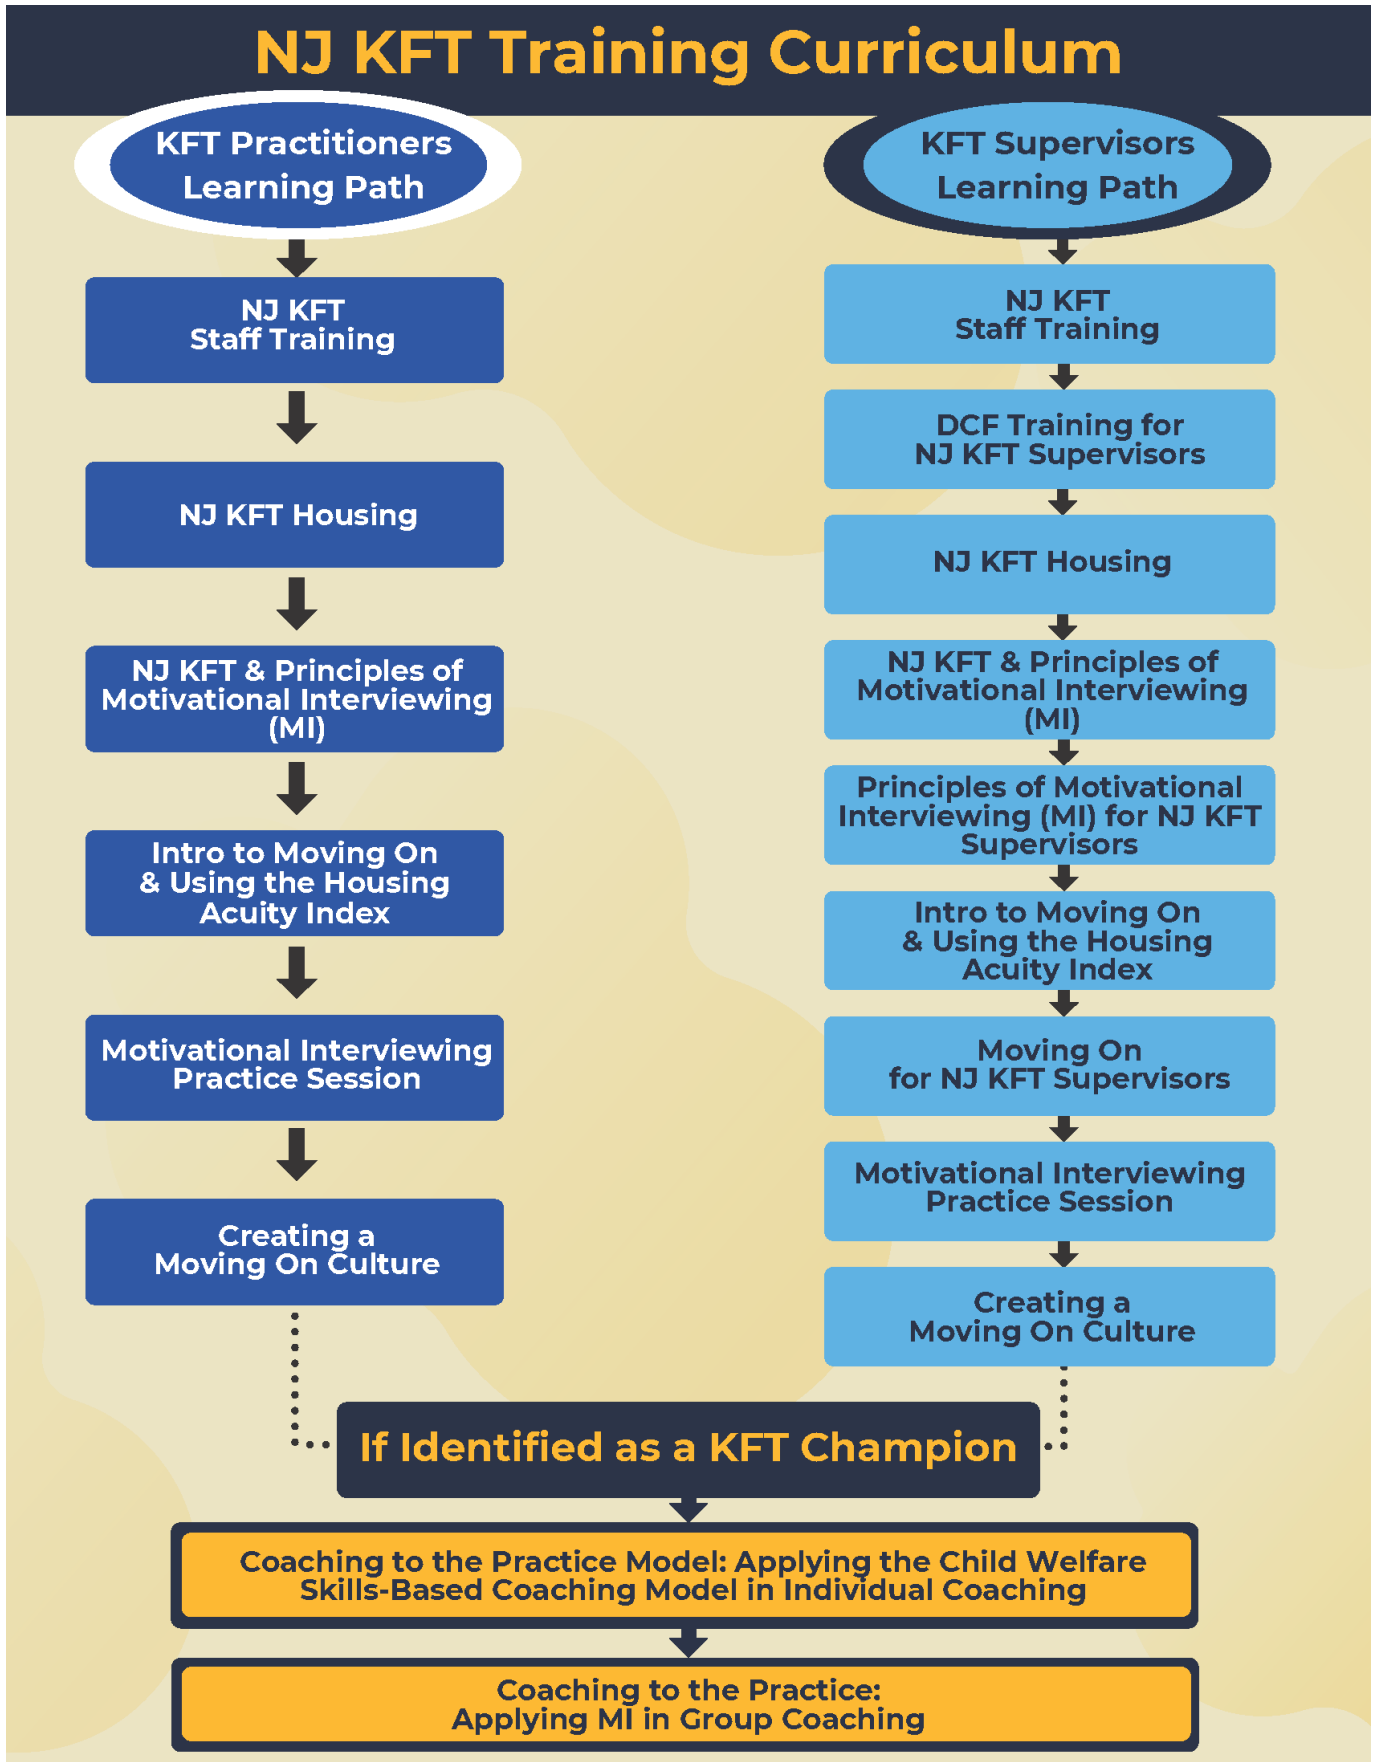 NJ KFT Training Curriculum
KFT Practitioners
Learning Path
NJ KFT
Staff Training
NJ KFT Housing
NJ KFT & Principles of
Motivational Interviewing
(MI)
Intro to Moving On
& Using the Housing
Acuity Index
Motivational Interviewing
Practice Session
Creating a
Moving On Culture
KFT Supervisors
Learning Path
NJ KFT
Staff Training
DCF Training for
NJ KFT Supervisors
NJ KFT Housing
NJ KFT & Principles of
Motivational Interviewing
(MI)
Principles of Motivational
Interviewing (MI) for NJ KFT
Supervisors
Intro to Moving On
& Using the Housing
Acuity Index
Moving On
for NJ KFT Supervisors
Motivational Interviewing
Practice Session
Creating a
Moving On Culture
If Identified as a KFT Champion
Coaching to the Practice Model: Applying the Child Welfare
Skills-Based Coaching Model in Individual Coaching
Coaching to the Practice:
Applying MI in Group Coaching